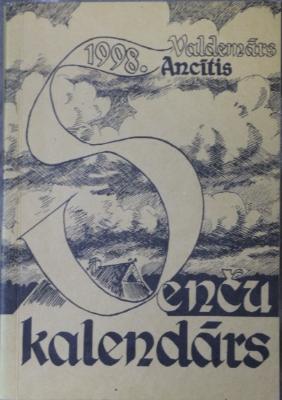 1998. Valdemārs
Ancītis
Senču
kalendārs